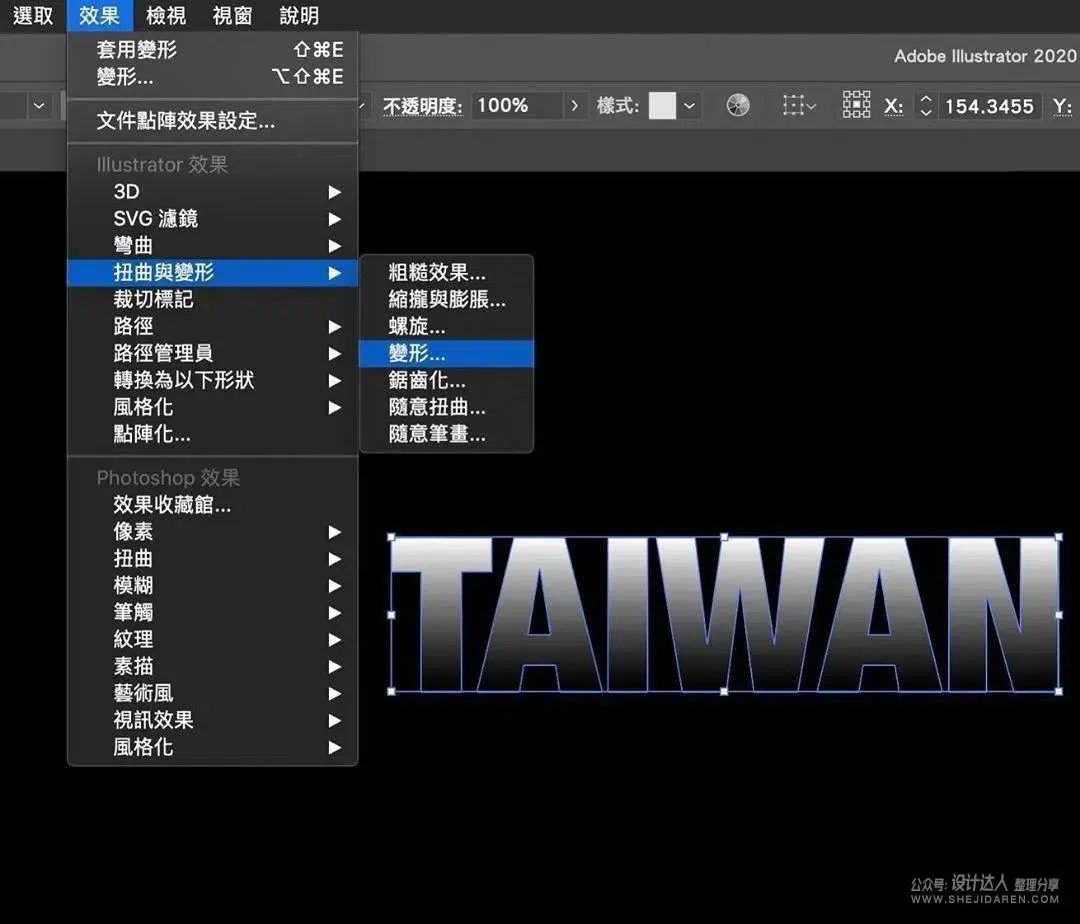 選取 效果 檢視 視窗 說明
套用變形 ⇧⌘E
變形... ⌥⇧⌘E
Adobe Illustrator 2020
不透明度: 100% 樣式: X: 154.3455 Y:
文件點陣效果設定...
Illustrator 效果
3D
SVG 濾鏡
彎曲
扭曲與變形
裁切標記
路徑
路徑管理員
轉換為以下形狀
風格化
點陣化...
粗糙效果...
縮攏與膨脹...
螺旋...
變形...
鋸齒化...
隨意扭曲...
隨意筆畫...
Photoshop 效果
效果收藏館...
像素
扭曲
模糊
筆觸
紋理
素描
藝術風
視訊效果
風格化
TAIWAN
公众号: 设计达人 整理分享
WWW.SHEJIDAREN.COM